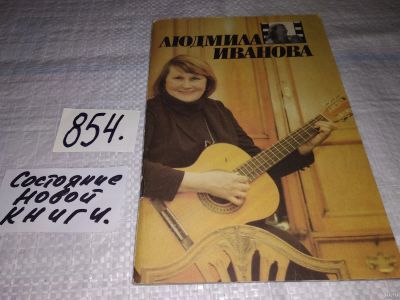 ЛЮДМИЛА
ИВАНОВА
854.
Состояние
новой
книги.